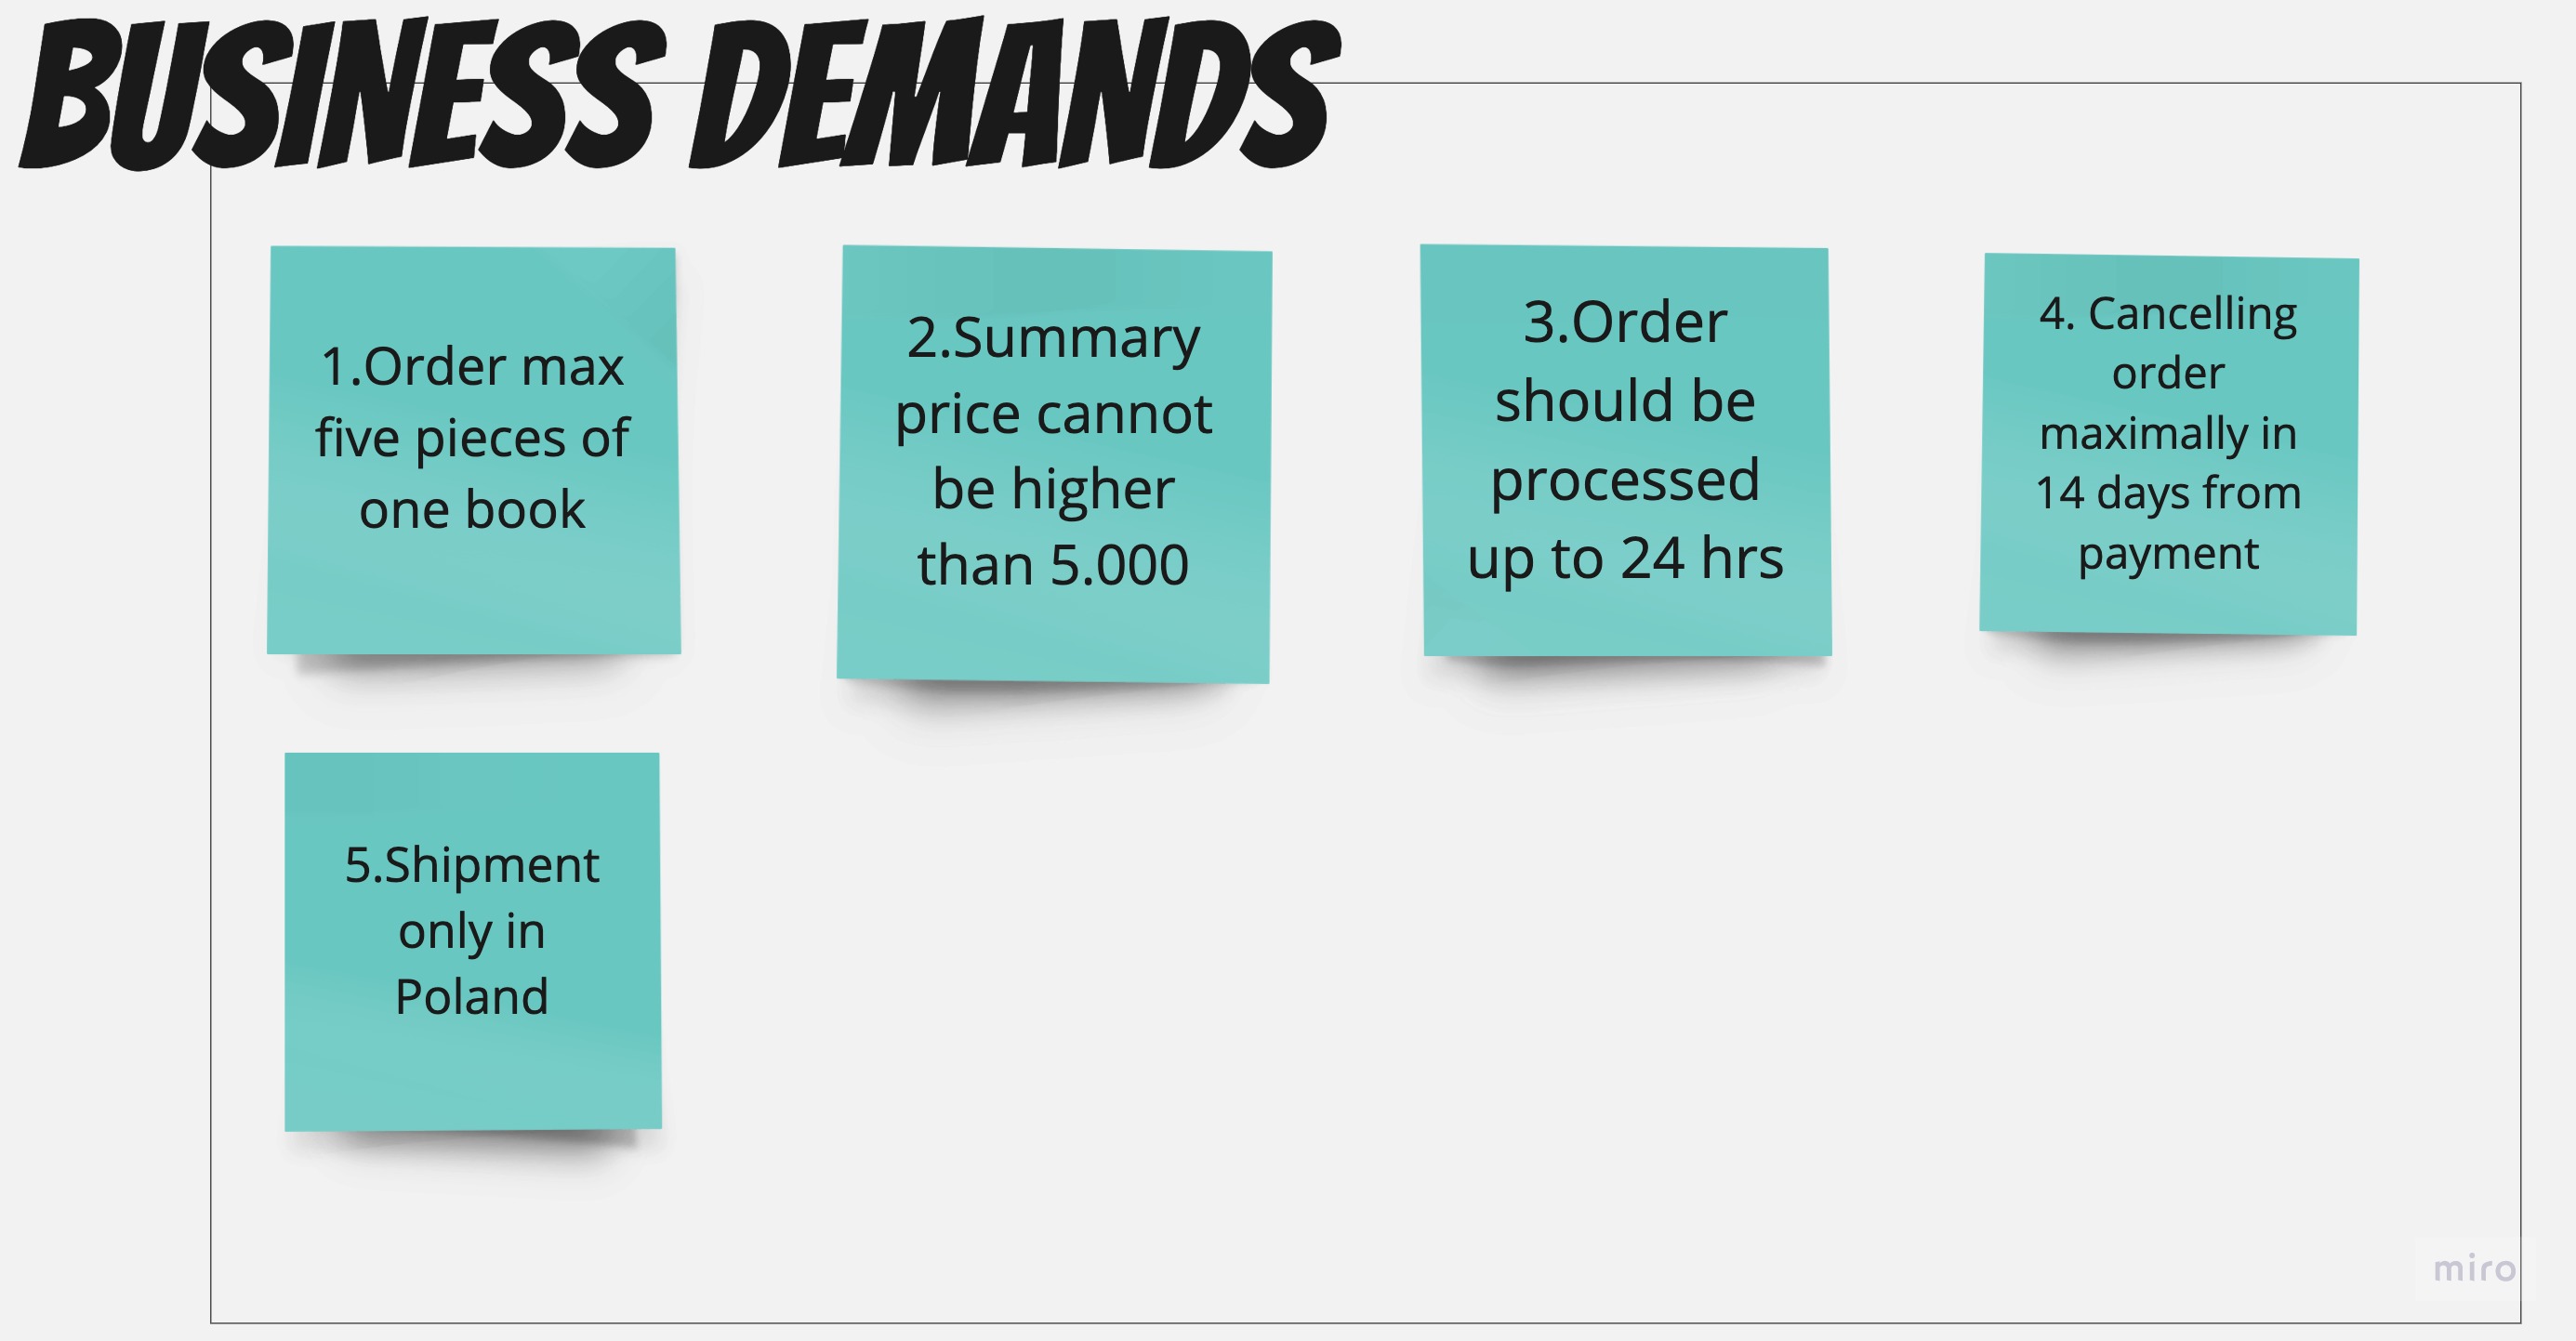 BUSINESS DEMANDS
1.Order max
five pieces of
one book
2.Summary
price cannot
be higher
than 5.000
3.Order
should be
processed
up to 24 hrs
4. Cancelling
order
maximally in
14 days from
payment
5.Shipment
only in
Poland
miro